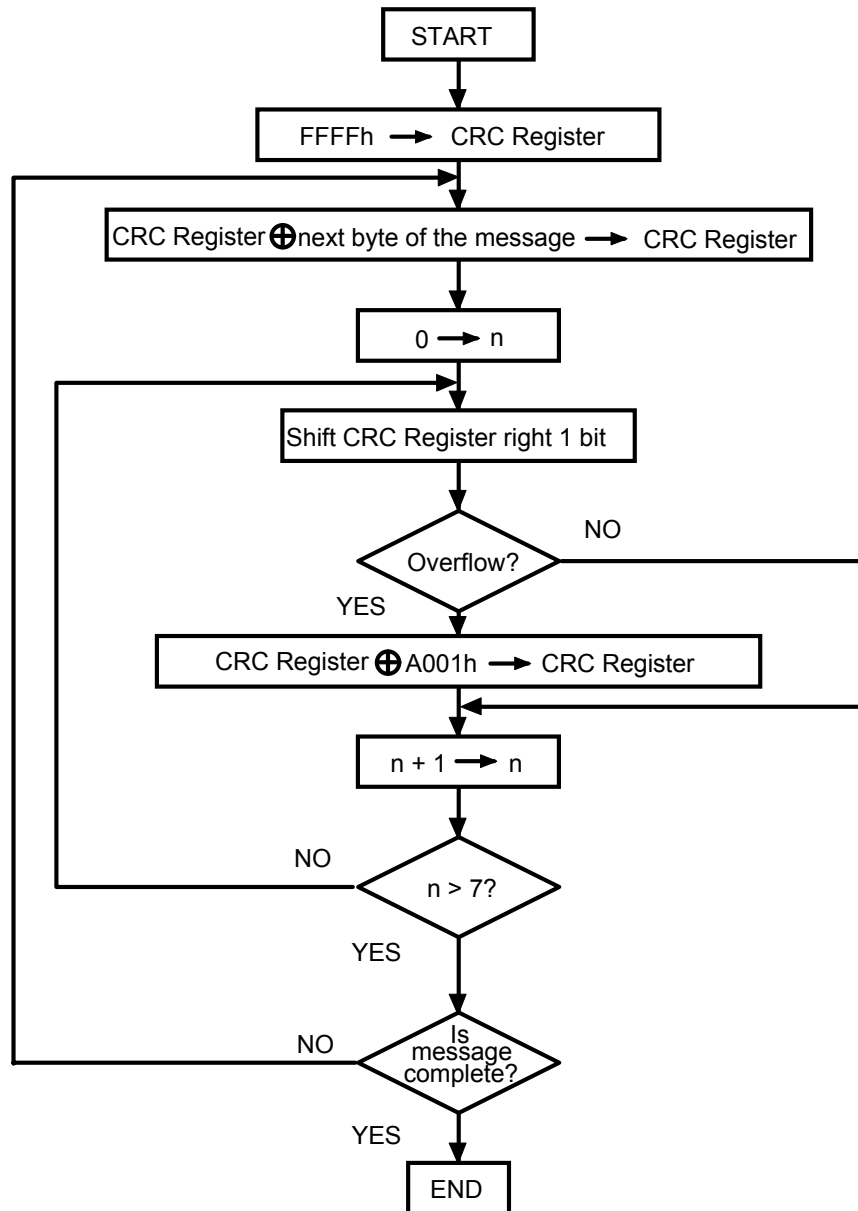 START
FFFFh → CRC Register
CRC Register ⊕ next byte of the message → CRC Register
0 → n
Shift CRC Register right 1 bit
Overflow?
NO
YES
CRC Register ⊕ A001h → CRC Register
n + 1 → n
n > 7?
NO
YES
Is
message
complete?
NO
YES
END